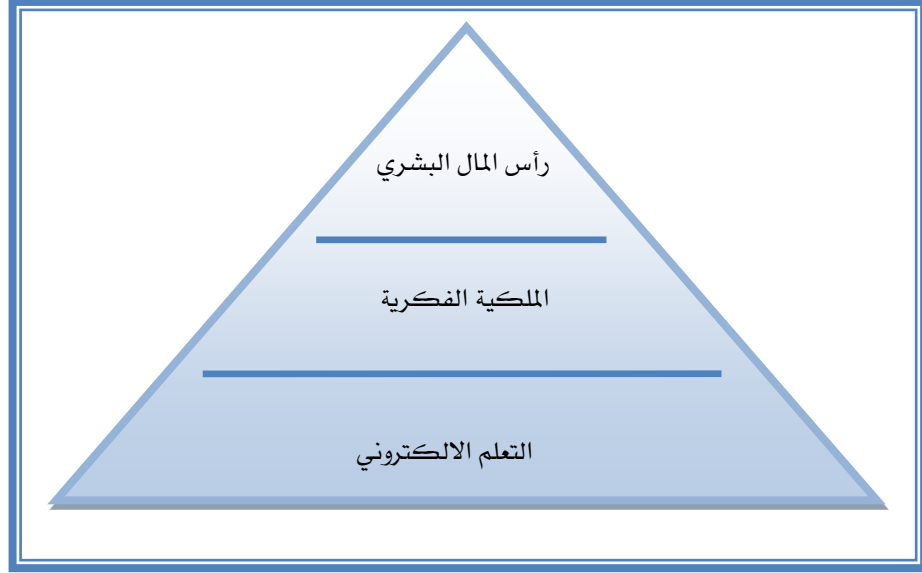 رأس المال البشري
الملكية الفكرية
التعلم الالكتروني